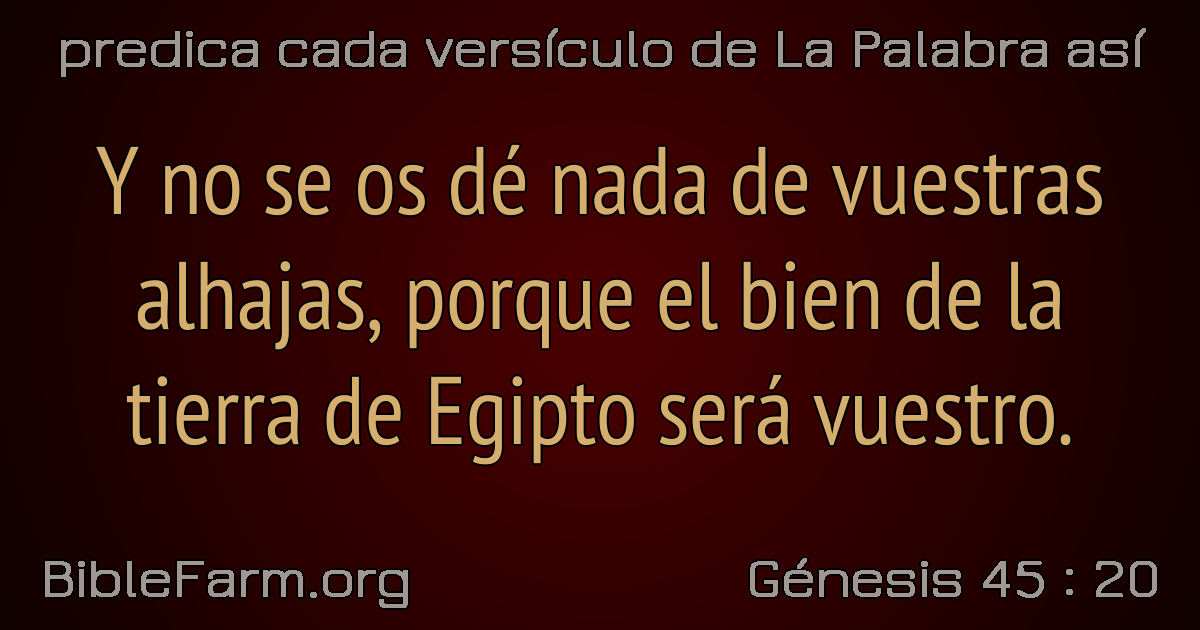 predica cada versículo de La Palabra así
Y no se os dé nada de vuestras
alhajas, porque el bien de la
tierra de Egipto será vuestro.
BibleFarm.org
Génesis 45 : 20